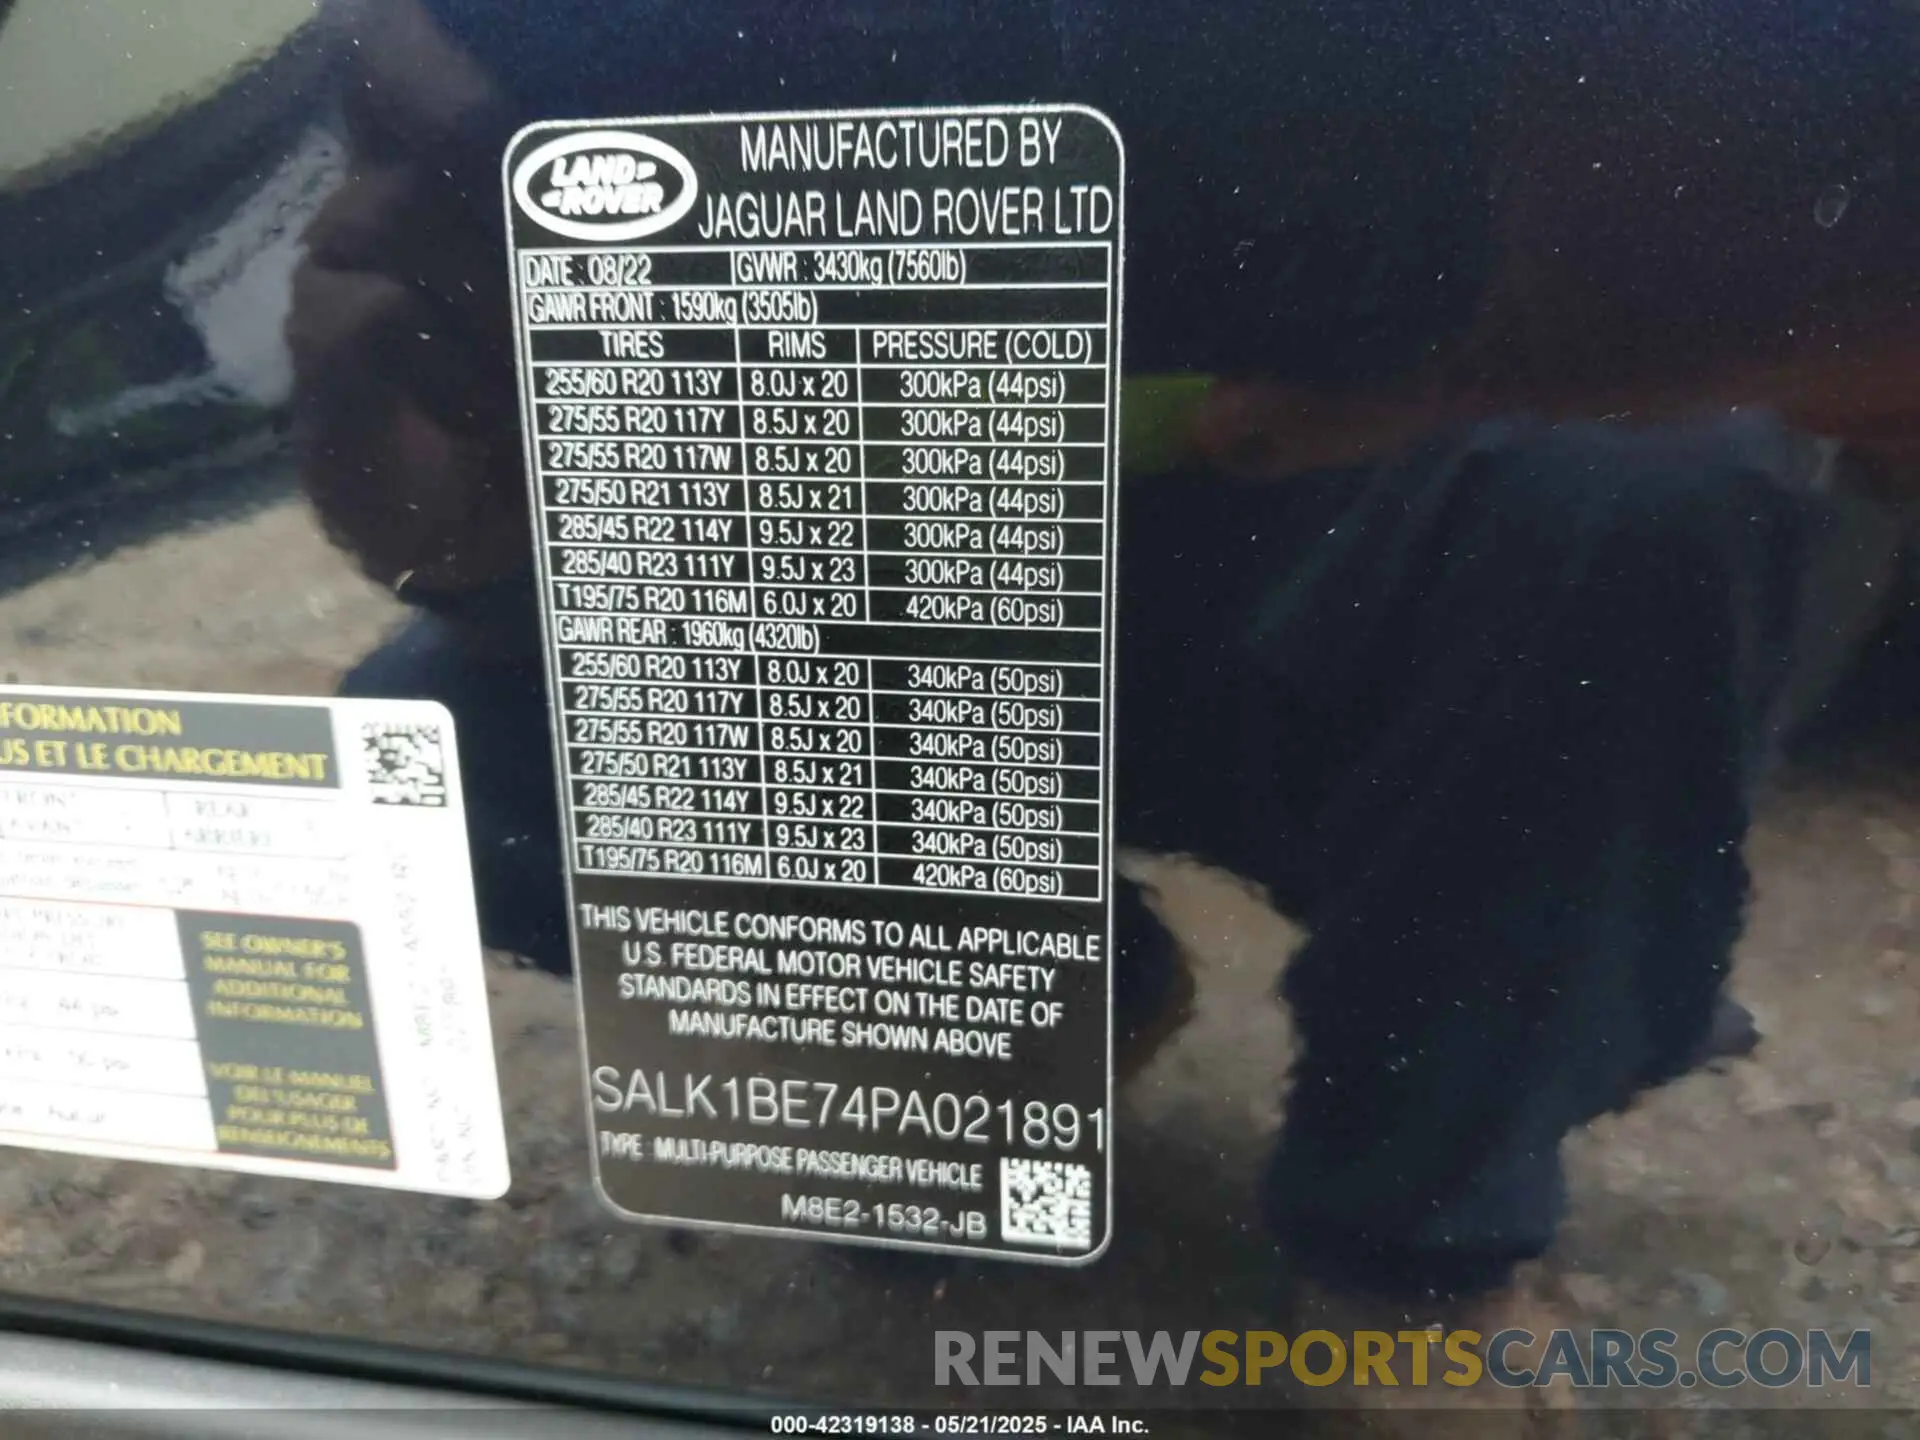 LAND
ROVER
MANUFACTURED BY
JAGUAR LAND ROVER LTD
DATE : 08/22 GVWR : 3430kg (7560lb)
GAWR FRONT : 1590kg (3505lb)
TIRES RIMS PRESSURE (COLD)
255/60 R20 113Y 8.0J x 20 300kPa (44psi)
275/55 R20 117Y 8.5J x 20 300kPa (44psi)
275/55 R20 117W 8.5J x 20 300kPa (44psi)
275/50 R21 113Y 8.5J x 21 300kPa (44psi)
285/45 R22 114Y 9.5J x 22 300kPa (44psi)
285/40 R23 111Y 9.5J x 23 300kPa (44psi)
T195/75 R20 116M 6.0J x 20 420kPa (60psi)
GAWR REAR : 1960kg (4320lb)
255/60 R20 113Y 8.0J x 20 340kPa (50psi)
275/55 R20 117Y 8.5J x 20 340kPa (50psi)
275/55 R20 117W 8.5J x 20 340kPa (50psi)
275/50 R21 113Y 8.5J x 21 340kPa (50psi)
285/45 R22 114Y 9.5J x 22 340kPa (50psi)
285/40 R23 111Y 9.5J x 23 340kPa (50psi)
T195/75 R20 116M 6.0J x 20 420kPa (60psi)
THIS VEHICLE CONFORMS TO ALL APPLICABLE
U.S. FEDERAL MOTOR VEHICLE SAFETY
STANDARDS IN EFFECT ON THE DATE OF
MANUFACTURE SHOWN ABOVE
SALK1BE74PA021891
TYPE : MULTI-PURPOSE PASSENGER VEHICLE
M8E2-1532-JB
FORMATION
US ET LE CHARGEMENT
FRONT REAR
AVANT ARRIÈRE
SEE OWNER'S
MANUAL FOR
ADDITIONAL
INFORMATION
VOIR LE MANUEL
DE L'USAGER
POUR PLUS DE
RENSEIGNEMENTS
RENEWSPORTSCARS.COM
000-42319138 - 05/21/2025 - IAA Inc.